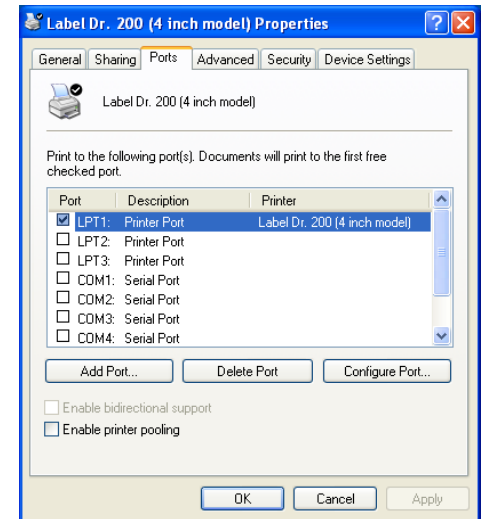 Label Dr. 200 (4 inch model) Properties
General Sharing Ports Advanced Security Device Settings
Label Dr. 200 (4 inch model)
Print to the following port(s). Documents will print to the first free
checked port.
Port Description Printer
LPT1: Printer Port Label Dr. 200 (4 inch model)
LPT2: Printer Port
LPT3: Printer Port
COM1: Serial Port
COM2: Serial Port
COM3: Serial Port
COM4: Serial Port
Add Port... Delete Port Configure Port...
Enable bidirectional support
Enable printer pooling
OK Cancel Apply